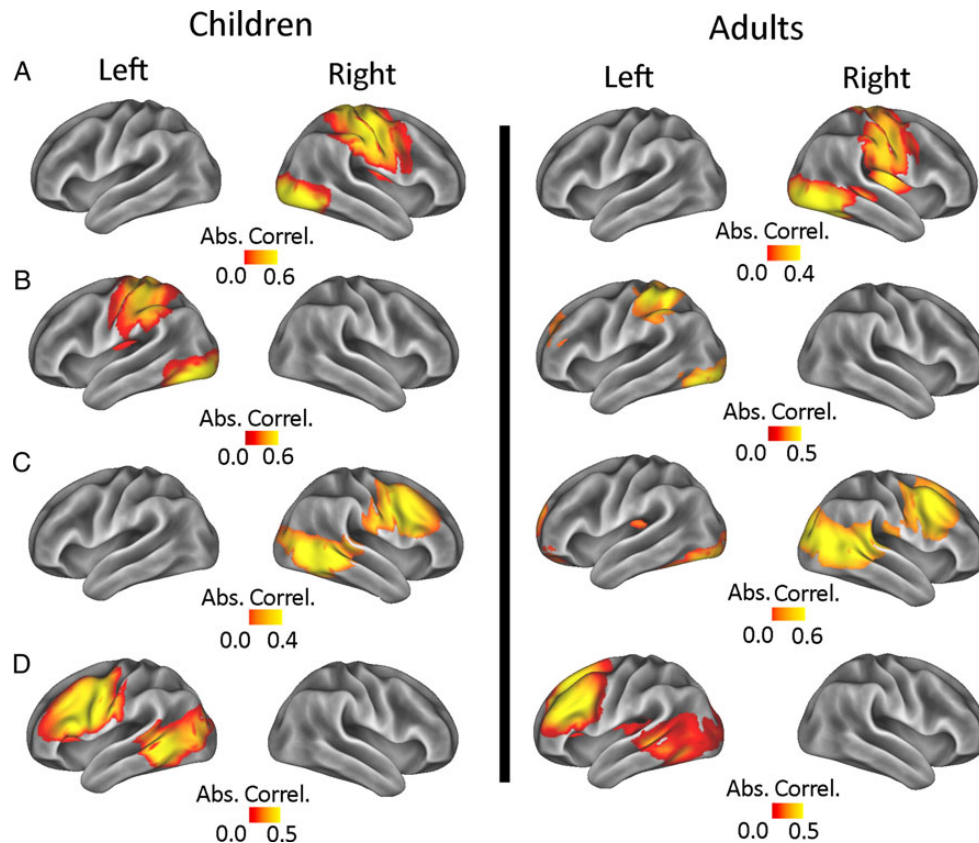 Children Adults
A Left Right Left Right
Abs. Correl. Abs. Correl.
0.0 0.6 0.0 0.4
B
Abs. Correl. Abs. Correl.
0.0 0.6 0.0 0.5
C
Abs. Correl. Abs. Correl.
0.0 0.4 0.0 0.6
D
Abs. Correl. Abs. Correl.
0.0 0.5 0.0 0.5